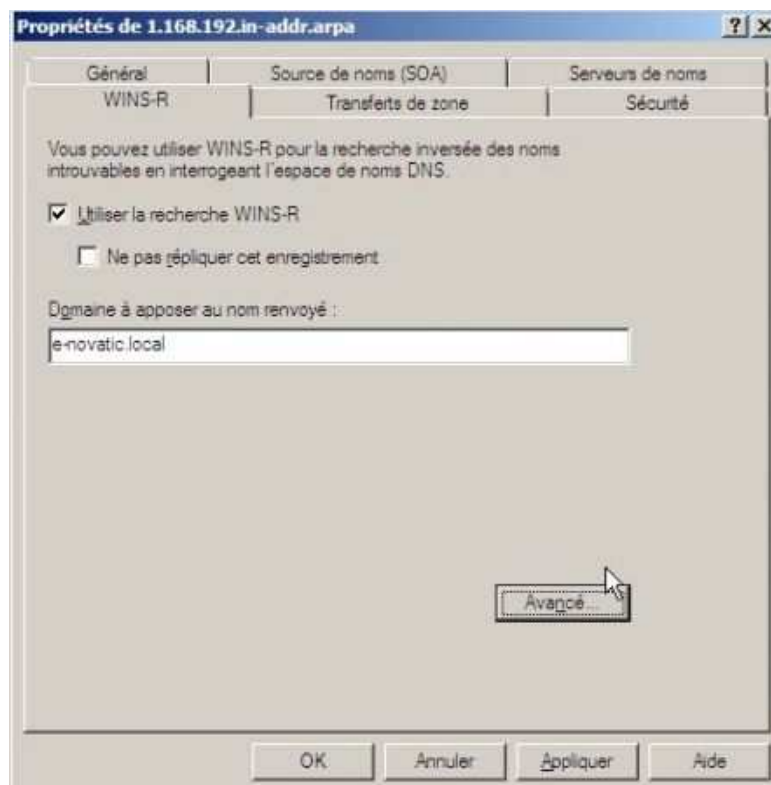 Propriétés de 1.168.192.in-addr.arpa
Général
Source de noms (SOA)
Serveurs de noms
WINS-R
Transferts de zone
Sécurité
Vous pouvez utiliser WINS-R pour la recherche inversée des noms
introuvables en interrogeant l'espace de noms DNS.
Utiliser la recherche WINS-R
Ne pas répliquer cet enregistrement
Domaine à apposer au nom renvoyé :
e-novatic.local
Avancé...
OK
Annuler
Appliquer
Aide